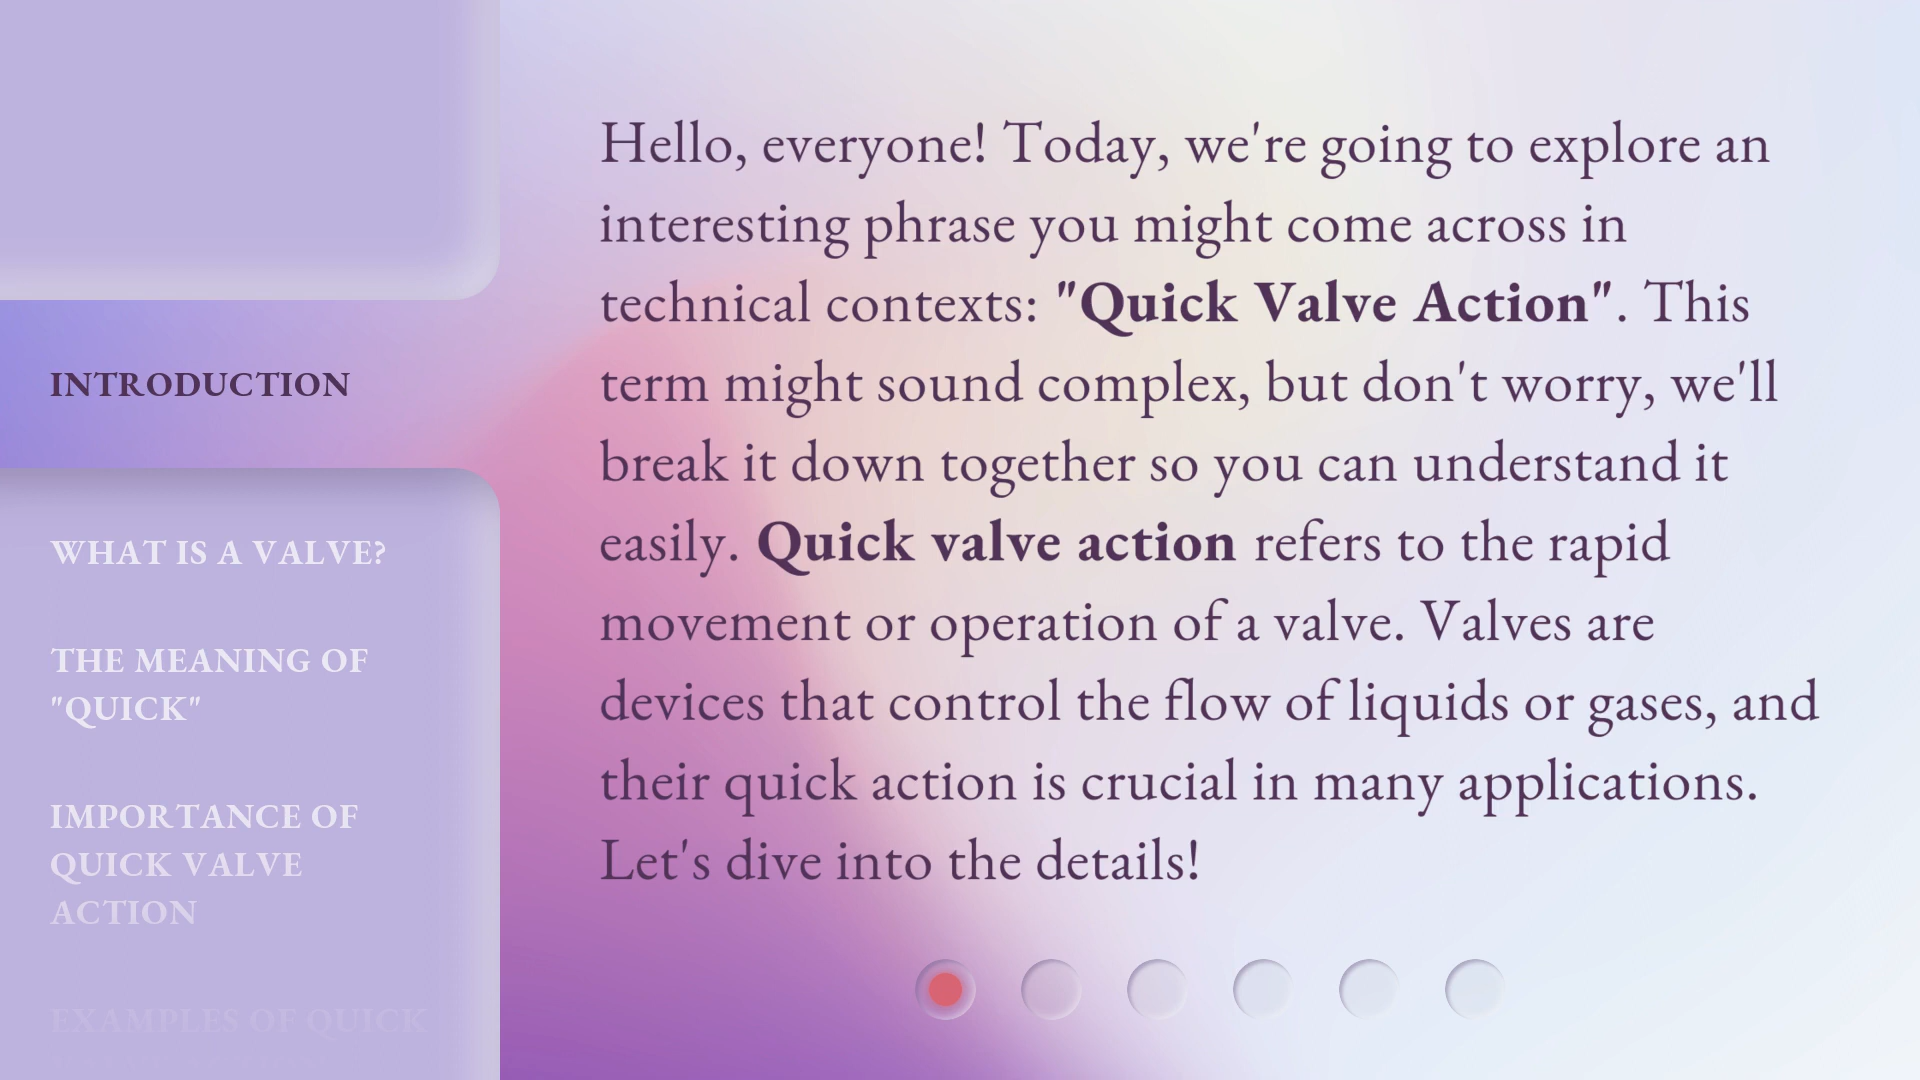 INTRODUCTION
WHAT IS A VALVE?
THE MEANING OF
"QUICK"
IMPORTANCE OF
QUICK VALVE
ACTION
EXAMPLES OF QUICK
Hello, everyone! Today, we're going to explore an
interesting phrase you might come across in
technical contexts: "Quick Valve Action". This
term might sound complex, but don't worry, we'll
break it down together so you can understand it
easily. Quick valve action refers to the rapid
movement or operation of a valve. Valves are
devices that control the flow of liquids or gases, and
their quick action is crucial in many applications.
Let's dive into the details!